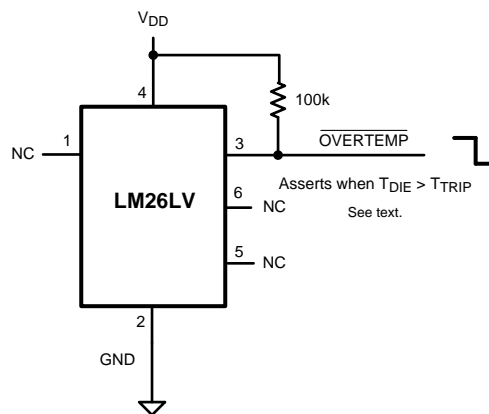 VDD
4
100k
1
NC
3
OVERTEMP
LM26LV
Asserts when TDIE > TTRIP
See text.
6
NC
5
NC
2
GND